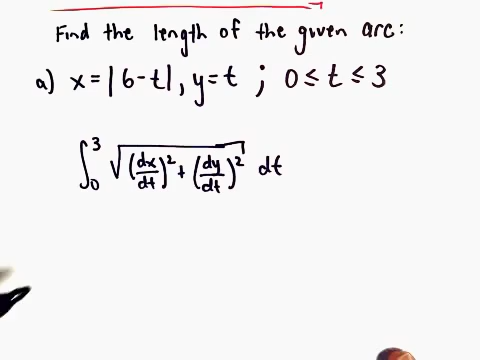 Find the length of the given arc:
a) x = |6-t|, y = t ; 0 ≤ t ≤ 3
∫₀³ √((dx/dt)² + (dy/dt)²) dt